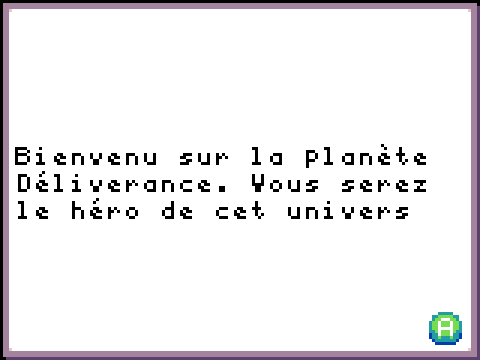 Bienvenu sur la planète
Déliverance. Vous serez
le héro de cet univers
A